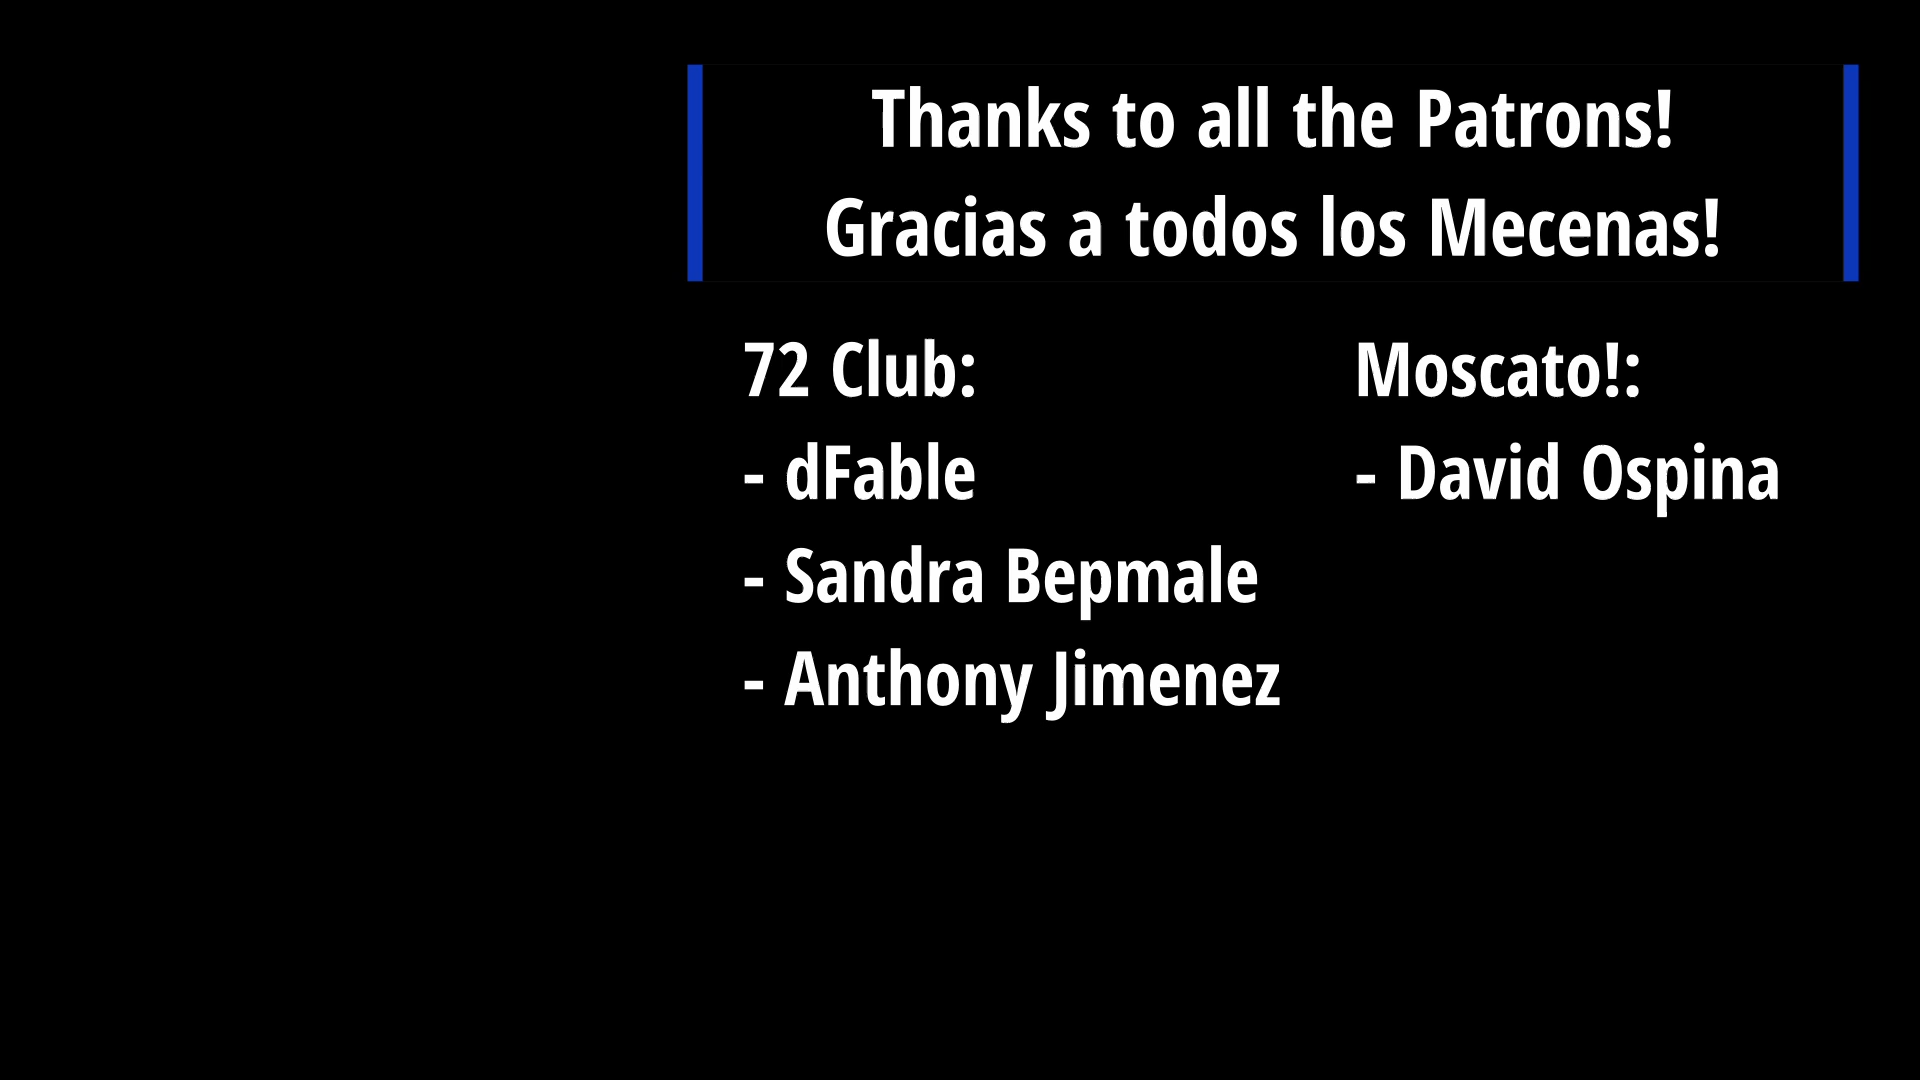 Thanks to all the Patrons!
Gracias a todos los Mecenas!
72 Club:
- dFable
- Sandra Bepmale
- Anthony Jimenez
Moscato!:
- David Ospina